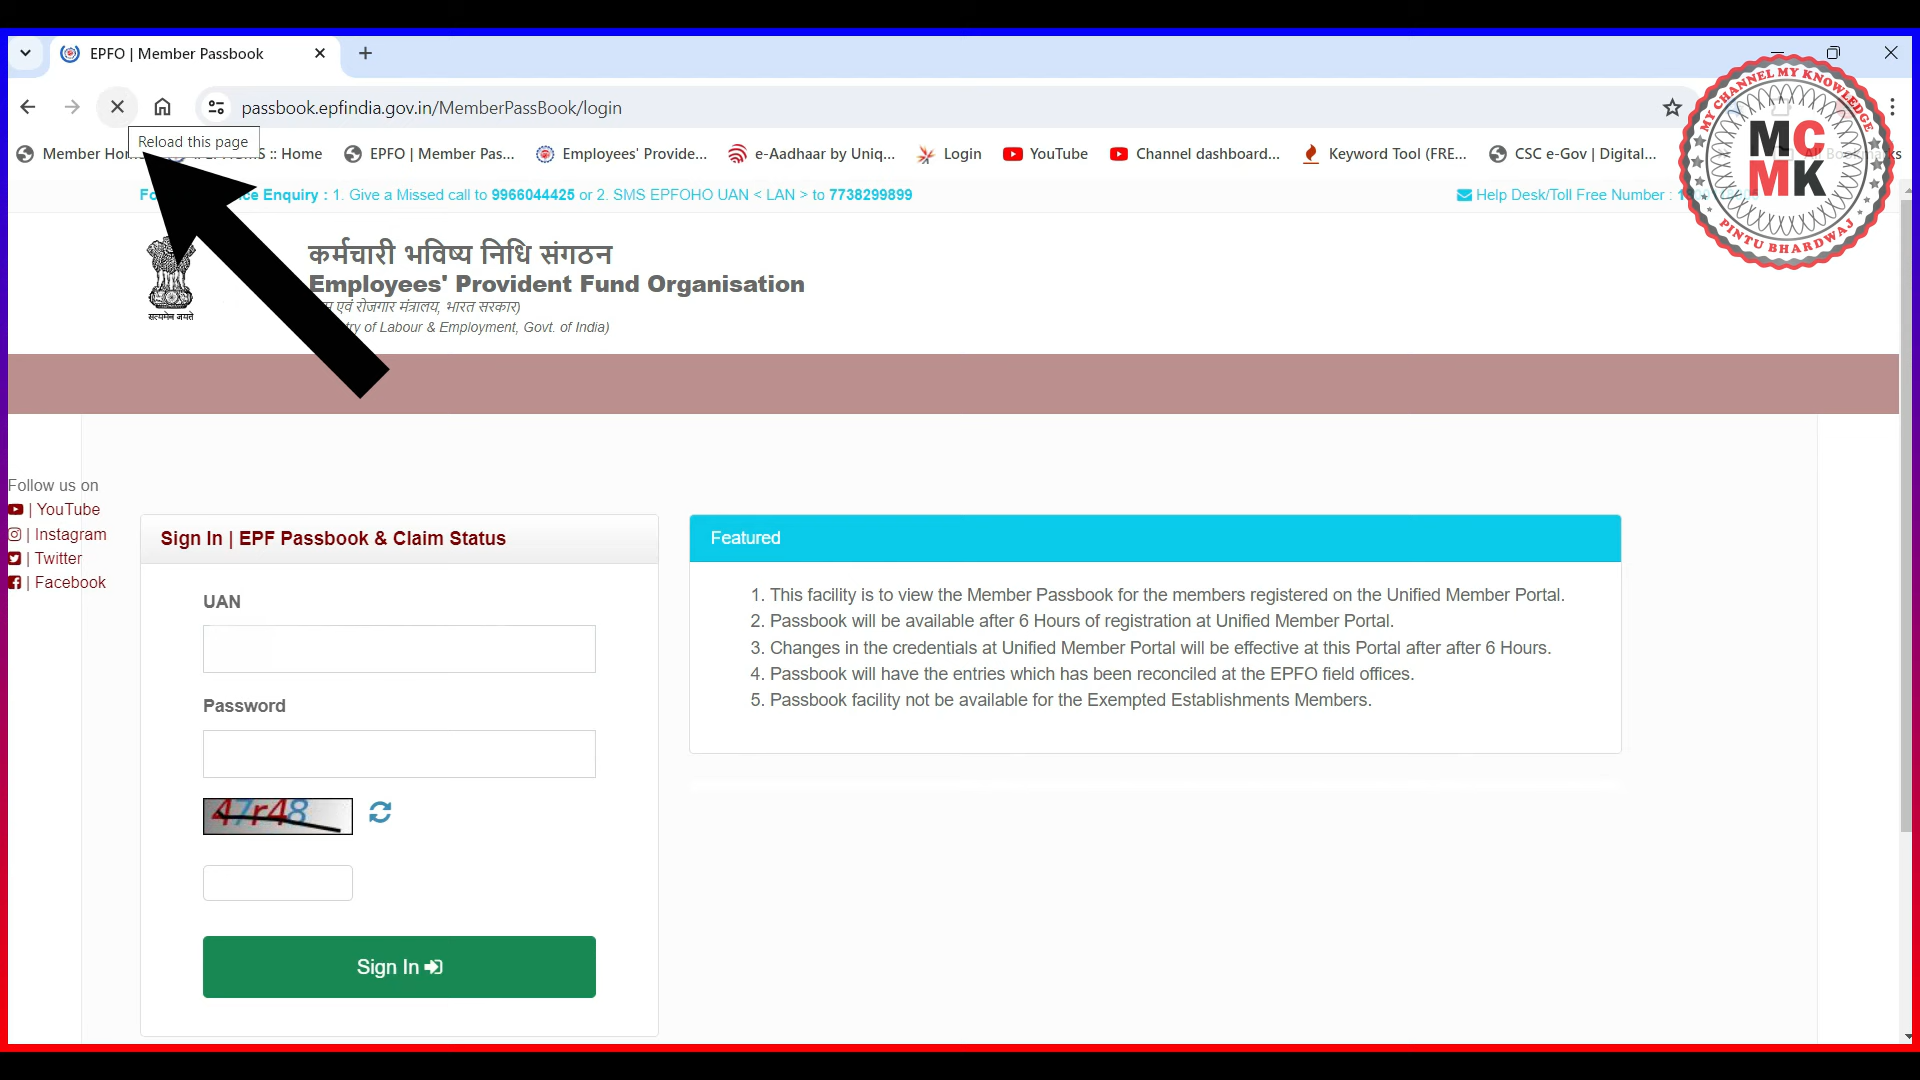 EPFO | Member Passbook
passbook.epfindia.gov.in/MemberPassBook/login
Reload this page
Member Ho :: Home EPFO | Member Pas... Employees' Provide... e-Aadhaar by Uniq... Login YouTube Channel dashboard... Keyword Tool (FRE... CSC e-Gov | Digital...
Enquiry : 1. Give a Missed call to 9966044425 or 2. SMS EPFOHO UAN < LAN > to 7738299899
Help Desk/Toll Free Number :
MY CHANNEL MY KNOWLEDGE
MC
MK
PINTU BHARDWAJ
सत्यमेव जयते
कर्मचारी भविष्य निधि संगठन
Employees' Provident Fund Organisation
एवं रोजगार मंत्रालय, भारत सरकार)
of Labour & Employment, Govt. of India)
Follow us on
| YouTube
| Instagram
| Twitter
| Facebook
Sign In | EPF Passbook & Claim Status
UAN
Password
47r48
Sign In
Featured
1. This facility is to view the Member Passbook for the members registered on the Unified Member Portal.
2. Passbook will be available after 6 Hours of registration at Unified Member Portal.
3. Changes in the credentials at Unified Member Portal will be effective at this Portal after after 6 Hours.
4. Passbook will have the entries which has been reconciled at the EPFO field offices.
5. Passbook facility not be available for the Exempted Establishments Members.